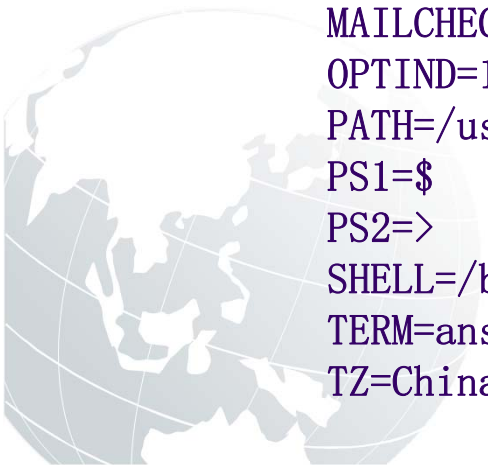 MAILCHEC
OPTIND=1
PATH=/us
PS1=$
PS2=>
SHELL=/b
TERM=ans
TZ=China